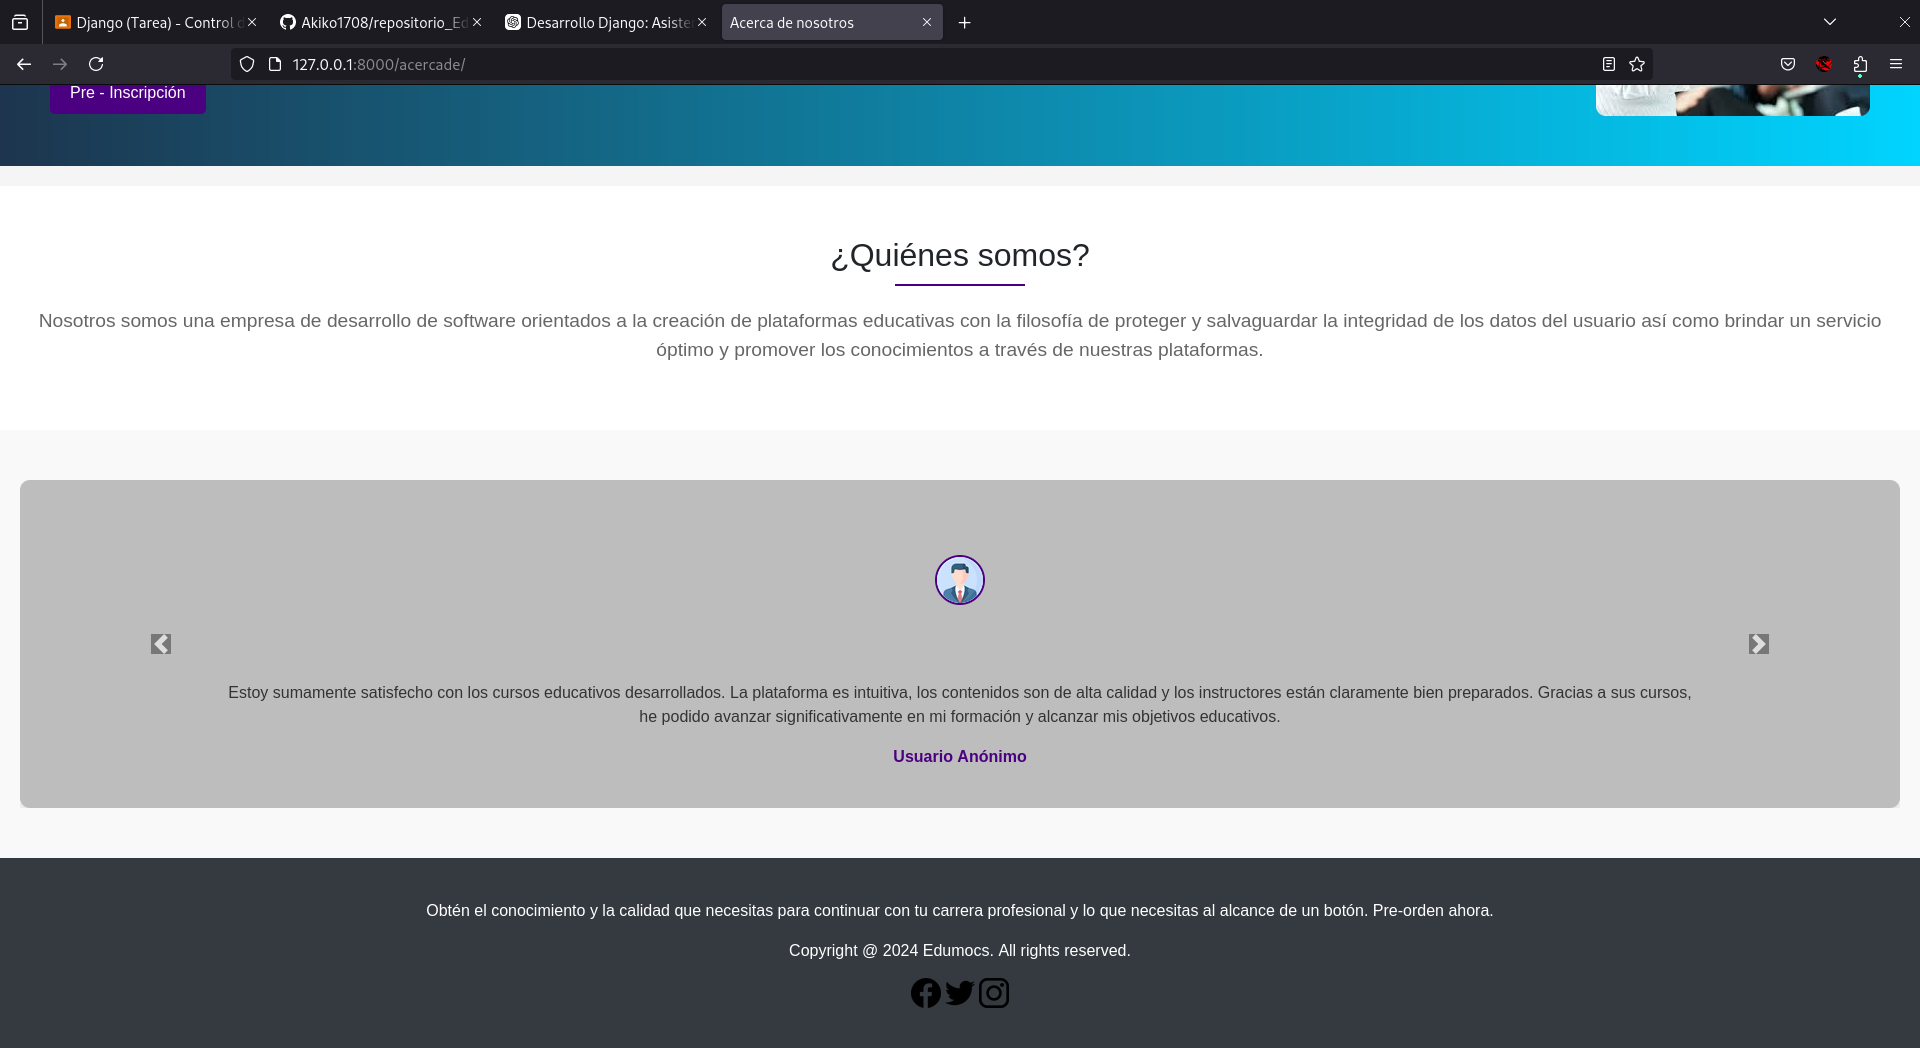 Django (Tarea) - Control d
Akiko1708/repositorio_Ed
Desarrollo Django: Asiste
Acerca de nosotros
127.0.0.1:8000/acercade/
Pre - Inscripción
¿Quiénes somos?
Nosotros somos una empresa de desarrollo de software orientados a la creación de plataformas educativas con la filosofía de proteger y salvaguardar la integridad de los datos del usuario así como brindar un servicio
óptimo y promover los conocimientos a través de nuestras plataformas.
Estoy sumamente satisfecho con los cursos educativos desarrollados. La plataforma es intuitiva, los contenidos son de alta calidad y los instructores están claramente bien preparados. Gracias a sus cursos,
he podido avanzar significativamente en mi formación y alcanzar mis objetivos educativos.
Usuario Anónimo
Obtén el conocimiento y la calidad que necesitas para continuar con tu carrera profesional y lo que necesitas al alcance de un botón. Pre-orden ahora.
Copyright @ 2024 Edumocs. All rights reserved.